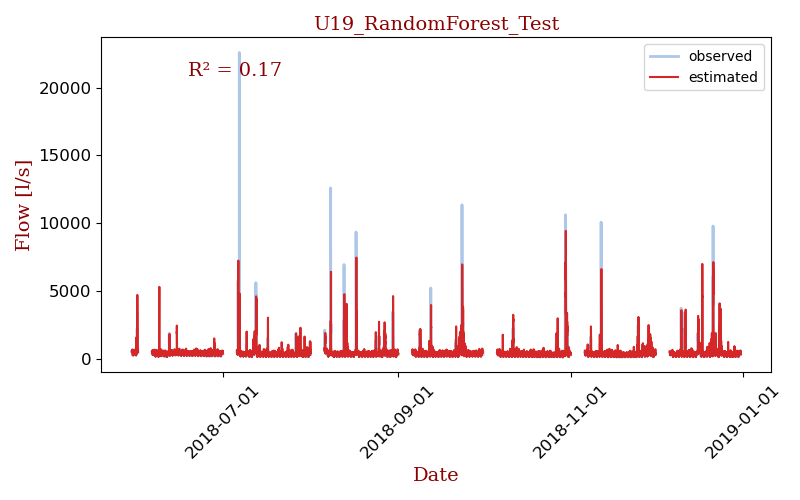 U19_RandomForest_Test
R² = 0.17
observed
estimated
Flow [l/s]
20000
15000
10000
5000
0
2018-07-01
2018-09-01
2018-11-01
2019-01-01
Date